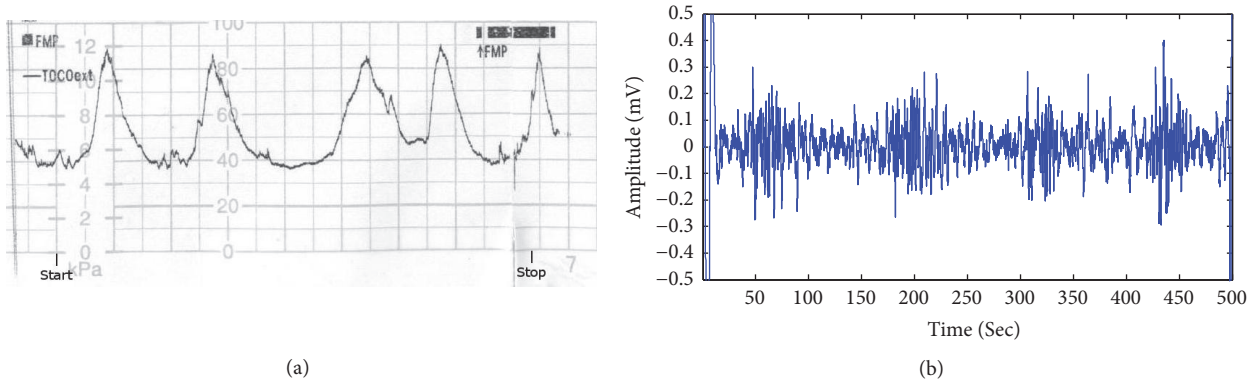 100
FMP
12
TOCOext
10
80
↑FMP
8
60
6
40
4
2
20
0
0
kPa
Start
Stop
7
(a)
0.5
0.4
0.3
0.2
0.1
0
−0.1
−0.2
−0.3
−0.4
−0.5
Amplitude (mV)
50 100 150 200 250 300 350 400 450 500
Time (Sec)
(b)